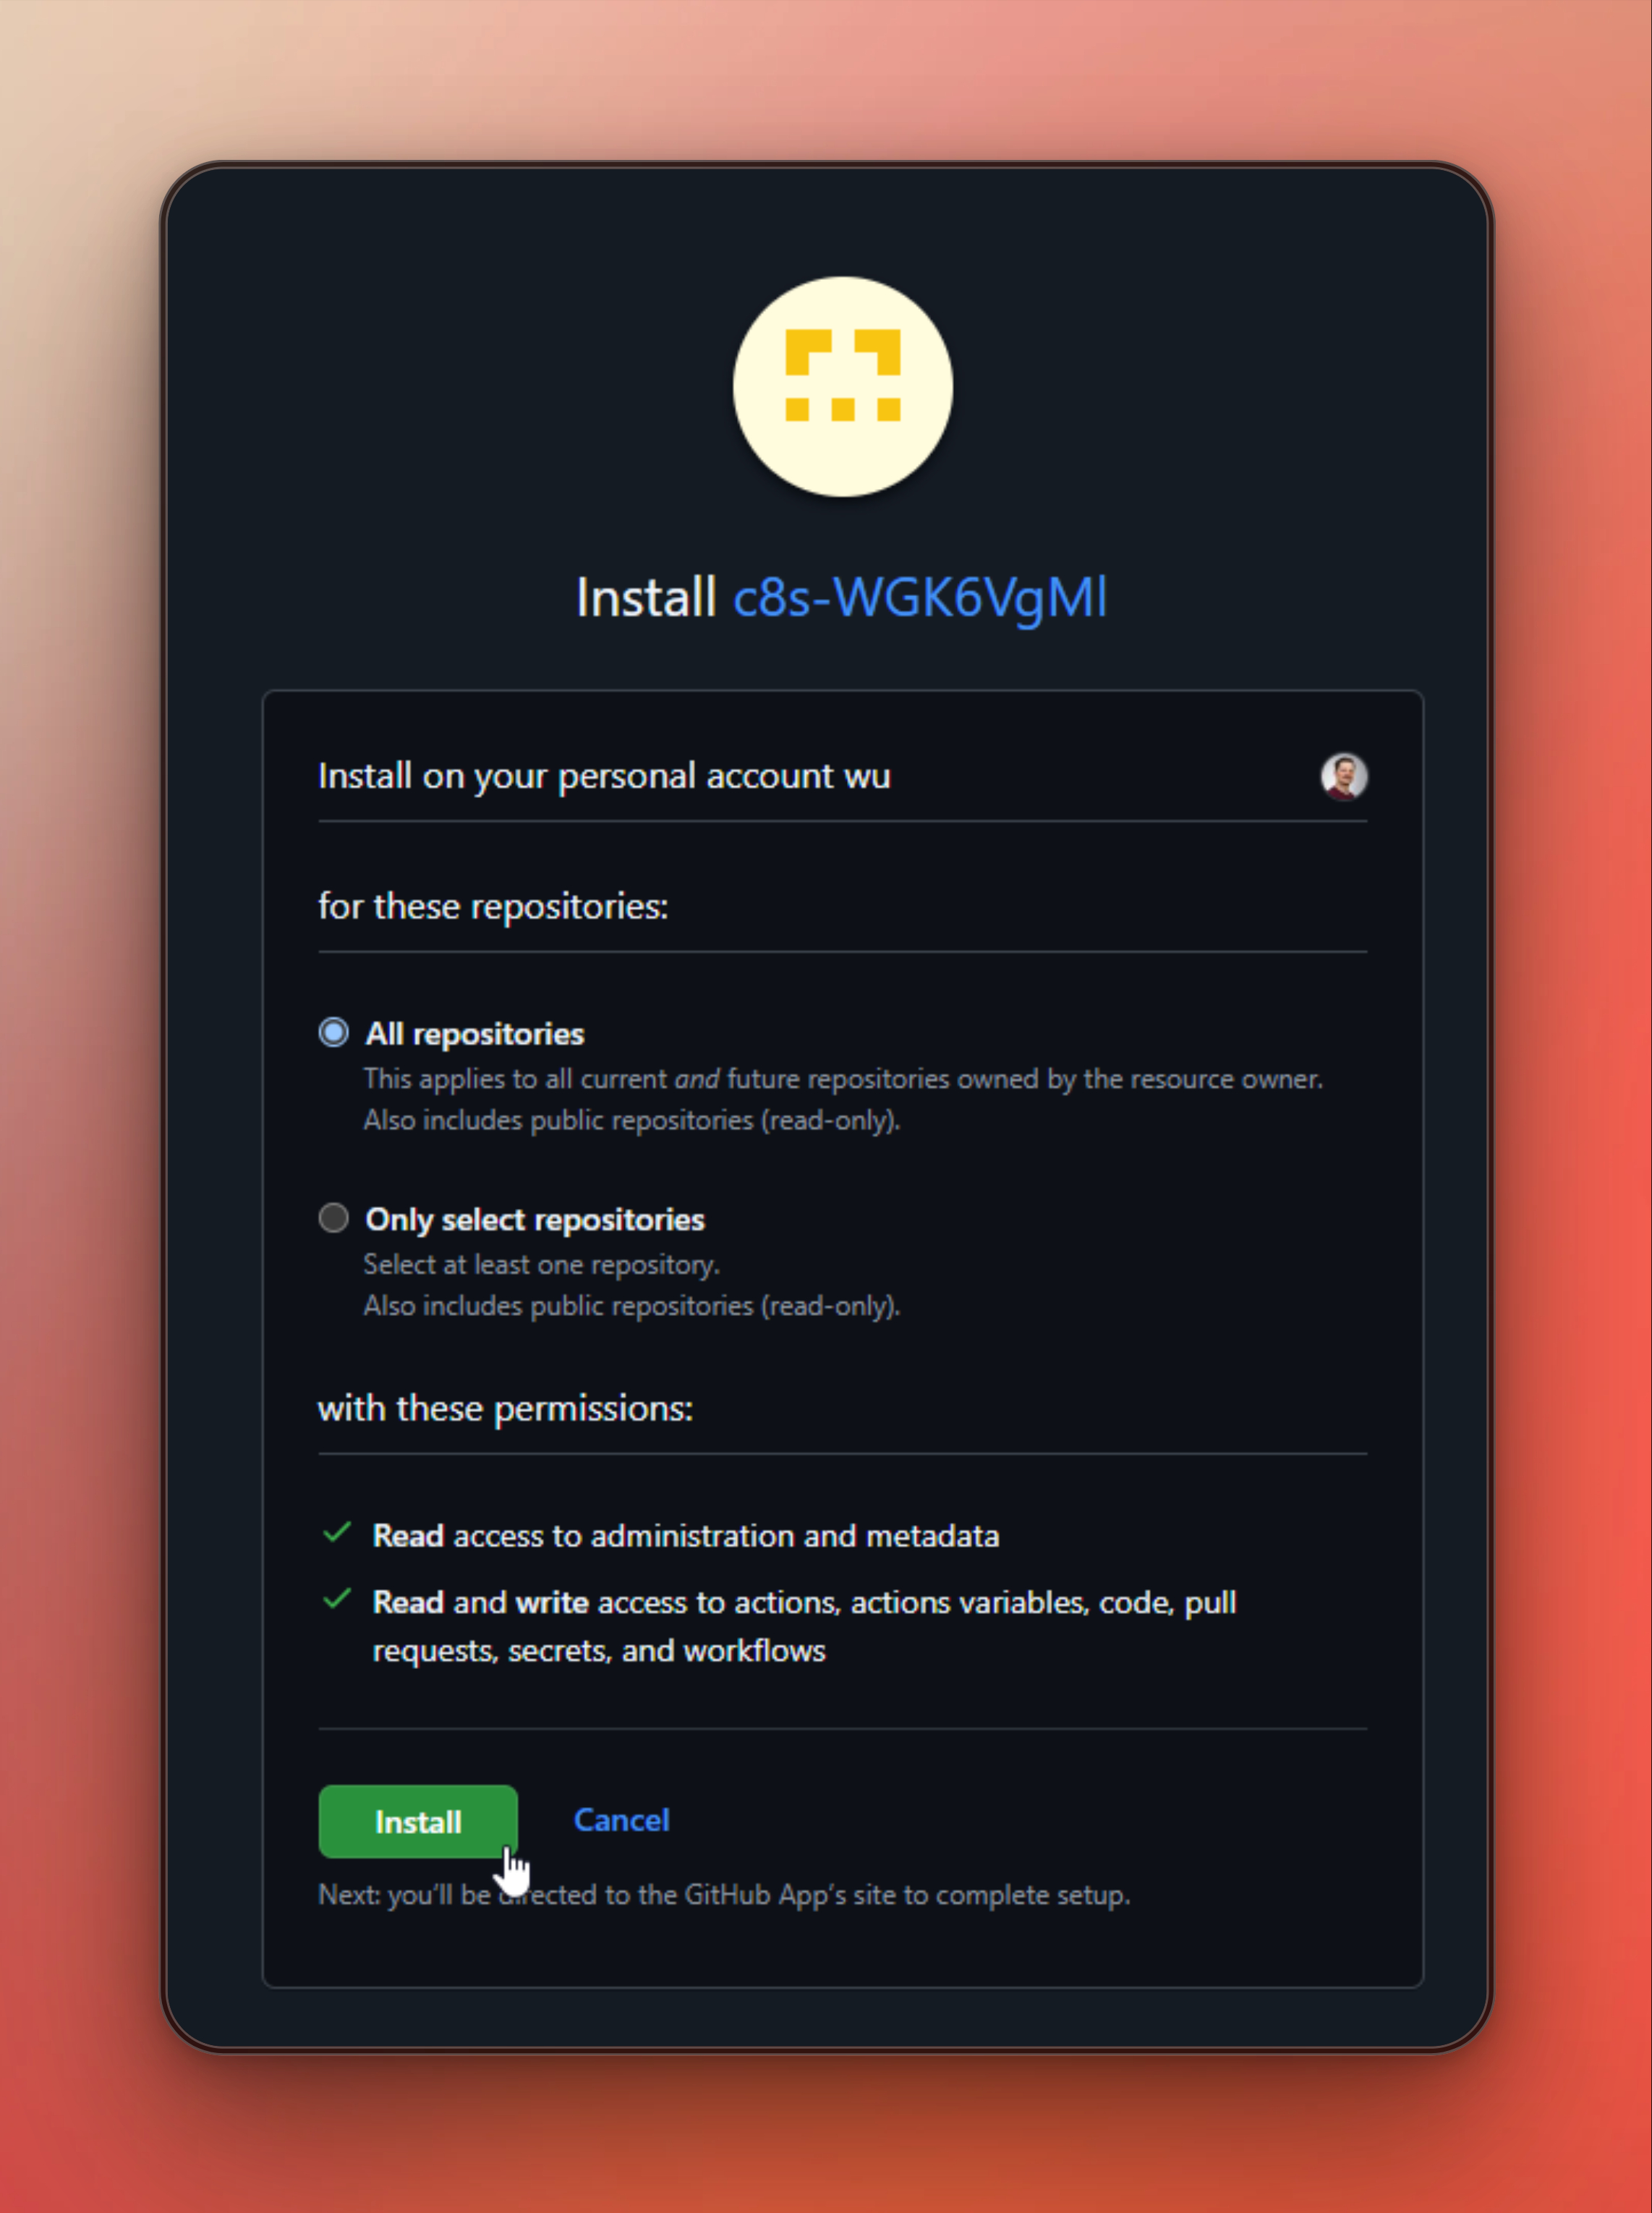 Install c8s-WGK6VgMl
Install on your personal account wu
for these repositories:
All repositories
This applies to all current and future repositories owned by the resource owner.
Also includes public repositories (read-only).
Only select repositories
Select at least one repository.
Also includes public repositories (read-only).
with these permissions:
Read access to administration and metadata
Read and write access to actions, actions variables, code, pull
requests, secrets, and workflows
Install Cancel
Next: you'll be directed to the GitHub App's site to complete setup.